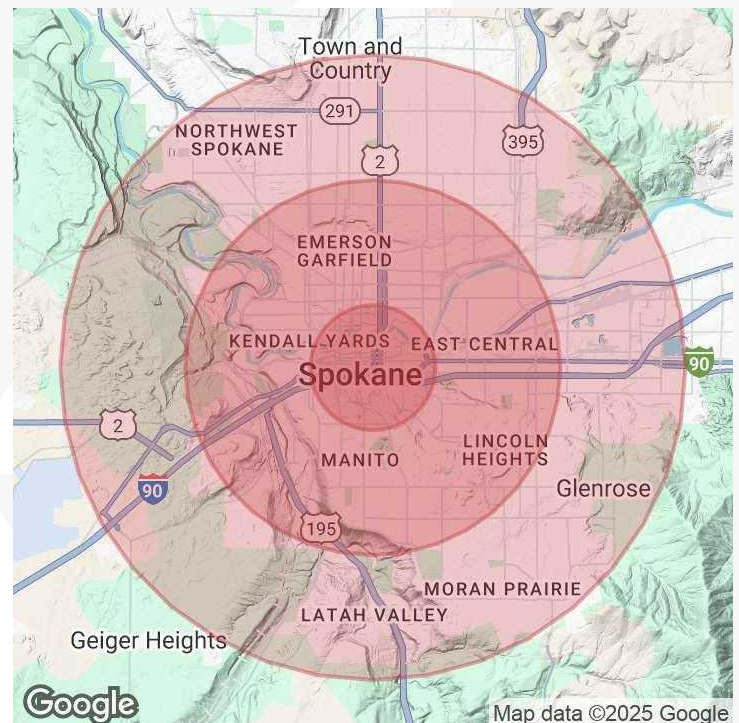 Town and
Country
291
NORTHWEST
SPOKANE
395
2
EMERSON
GARFIELD
KENDALL YARDS
EAST CENTRAL
Spokane
90
2
MANITO
LINCOLN
HEIGHTS
Glenrose
90
195
MORAN PRAIRIE
LATAH VALLEY
Geiger Heights
Google
Map data ©2025 Google